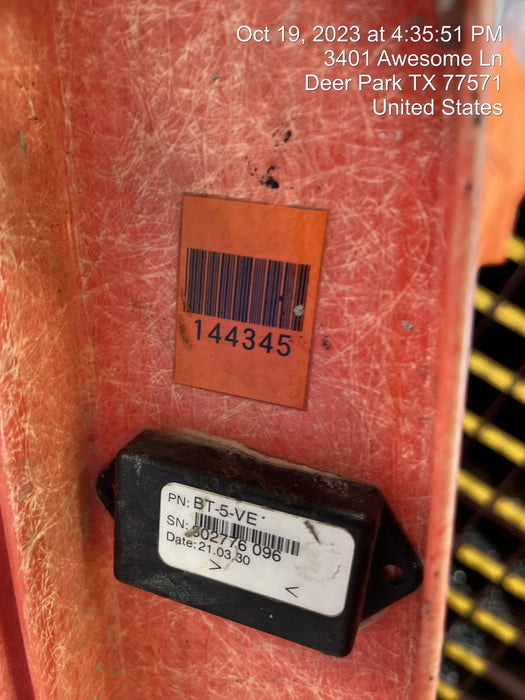 Oct 19, 2023 at 4:35:51 PM
3401 Awesome Ln
Deer Park TX 77571
United States
144345
PN: BT-5-VE
SN:
02776 096
Date: 21.03.30
> <